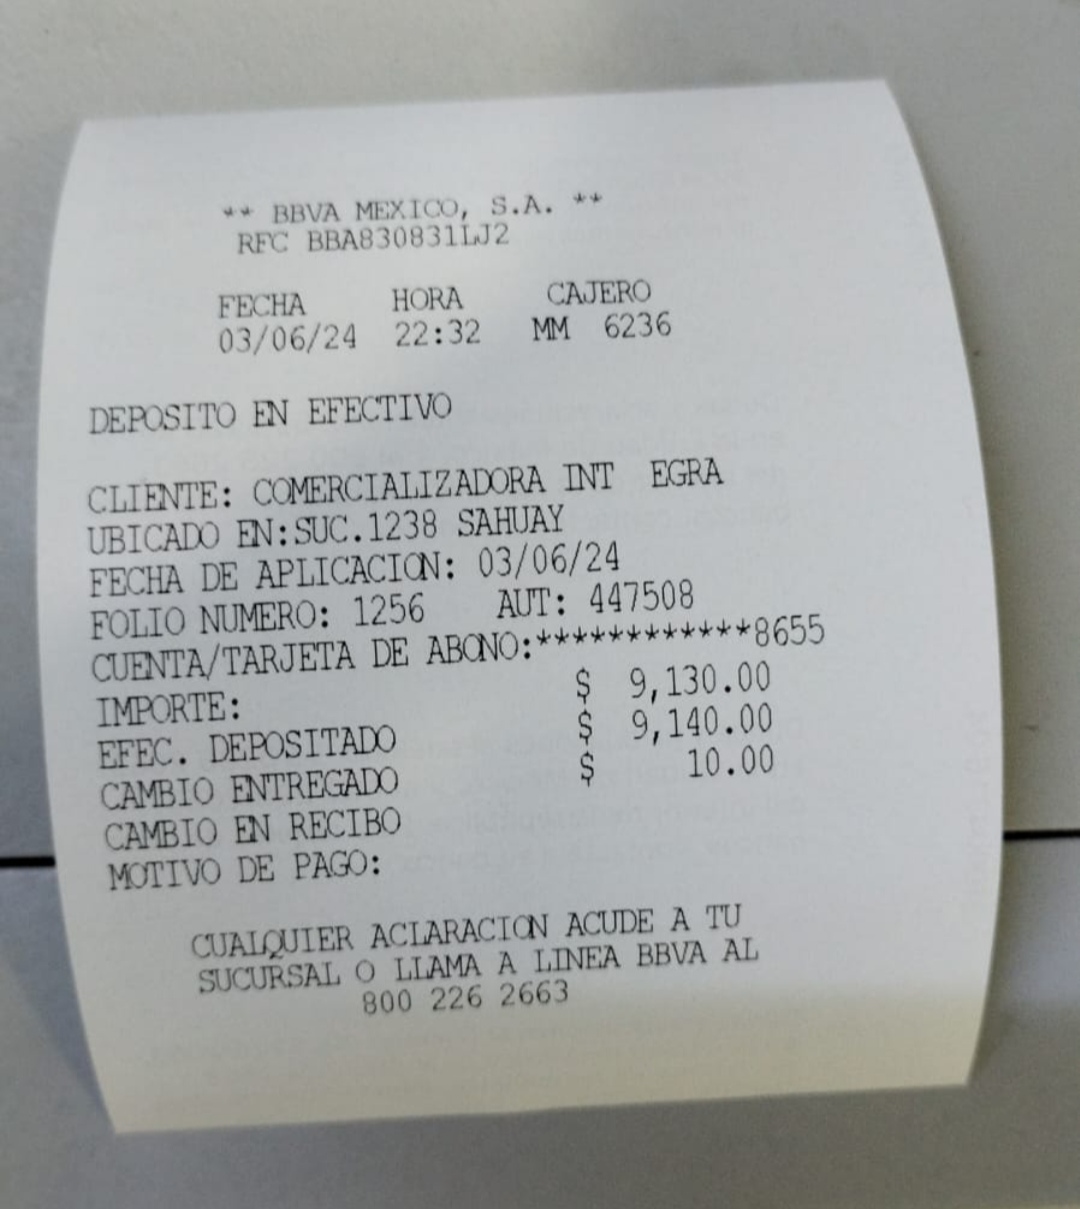 ** BBVA MEXICO, S.A. **
RFC BBA830831LJ2
FECHA HORA CAJERO
03/06/24 22:32 MM 6236
DEPOSITO EN EFECTIVO
CLIENTE: COMERCIALIZADORA INT EGRA
UBICADO EN:SUC.1238 SAHUAY
FECHA DE APLICACION: 03/06/24
FOLIO NUMERO: 1256 AUT: 447508
CUENTA/TARJETA DE ABONO:************8655
IMPORTE: $ 9,130.00
EFEC. DEPOSITADO $ 9,140.00
CAMBIO ENTREGADO $ 10.00
CAMBIO EN RECIBO
MOTIVO DE PAGO:
CUALQUIER ACLARACION ACUDE A TU
SUCURSAL O LLAMA A LINEA BBVA AL
800 226 2663